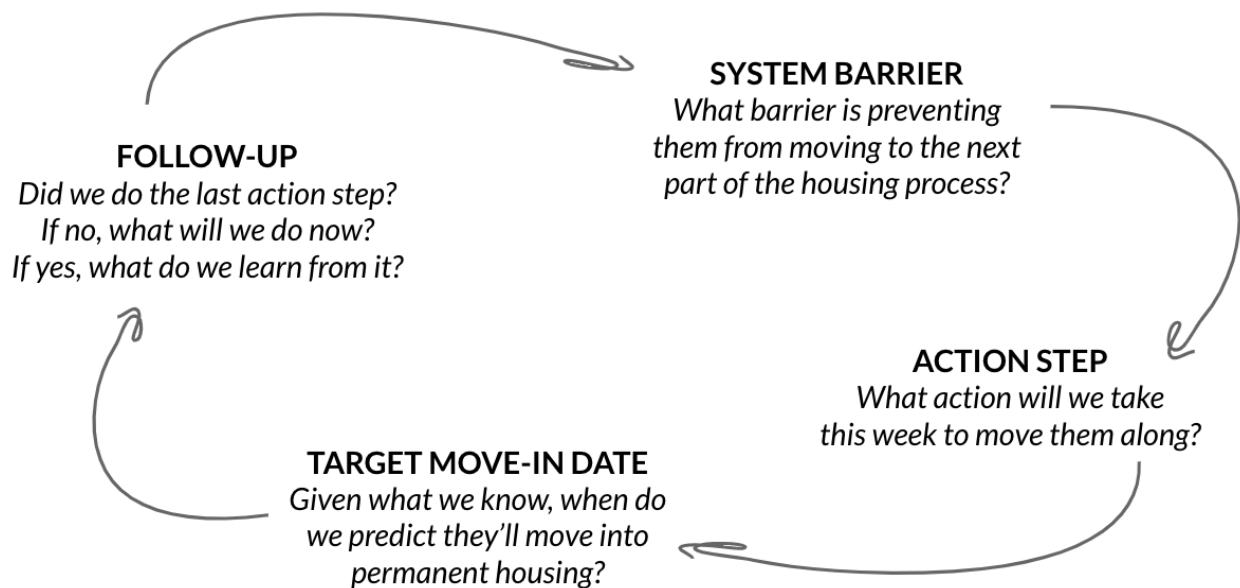 SYSTEM BARRIER
What barrier is preventing
them from moving to the next
part of the housing process?
ACTION STEP
What action will we take
this week to move them along?
TARGET MOVE-IN DATE
Given what we know, when do
we predict they’ll move into
permanent housing?
FOLLOW-UP
Did we do the last action step?
If no, what will we do now?
If yes, what do we learn from it?